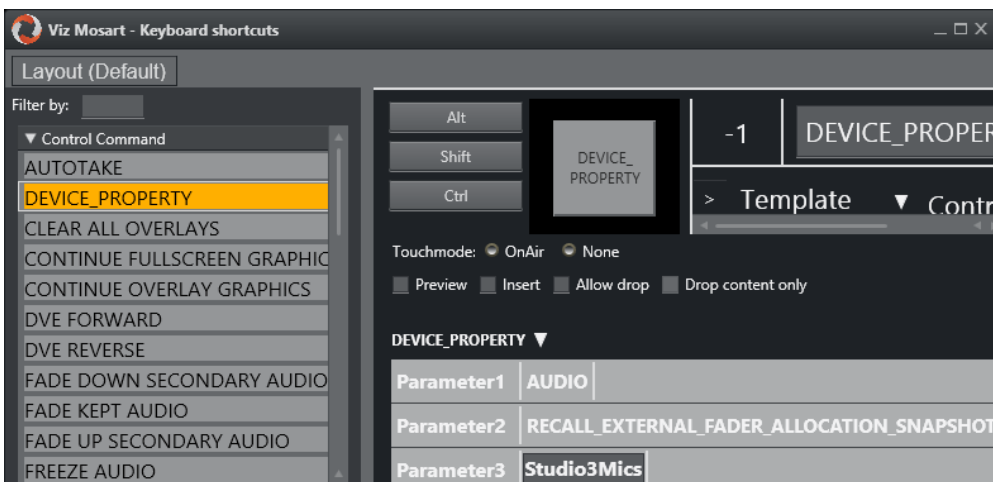 Viz Mosart - Keyboard shortcuts
Layout (Default)
Filter by:
▼ Control Command
AUTOTAKE
DEVICE_PROPERTY
CLEAR ALL OVERLAYS
CONTINUE FULLSCREEN GRAPHIC
CONTINUE OVERLAY GRAPHICS
DVE FORWARD
DVE REVERSE
FADE DOWN SECONDARY AUDIO
FADE KEPT AUDIO
FADE UP SECONDARY AUDIO
FREEZE AUDIO
Alt
Shift
Ctrl
DEVICE_
PROPERTY
-1 DEVICE_PROPER
> Template ▼ Contr
Touchmode: OnAir None
Preview Insert Allow drop Drop content only
DEVICE_PROPERTY ▼
Parameter1 AUDIO
Parameter2 RECALL_EXTERNAL_FADER_ALLOCATION_SNAPSHOT
Parameter3 Studio3Mics